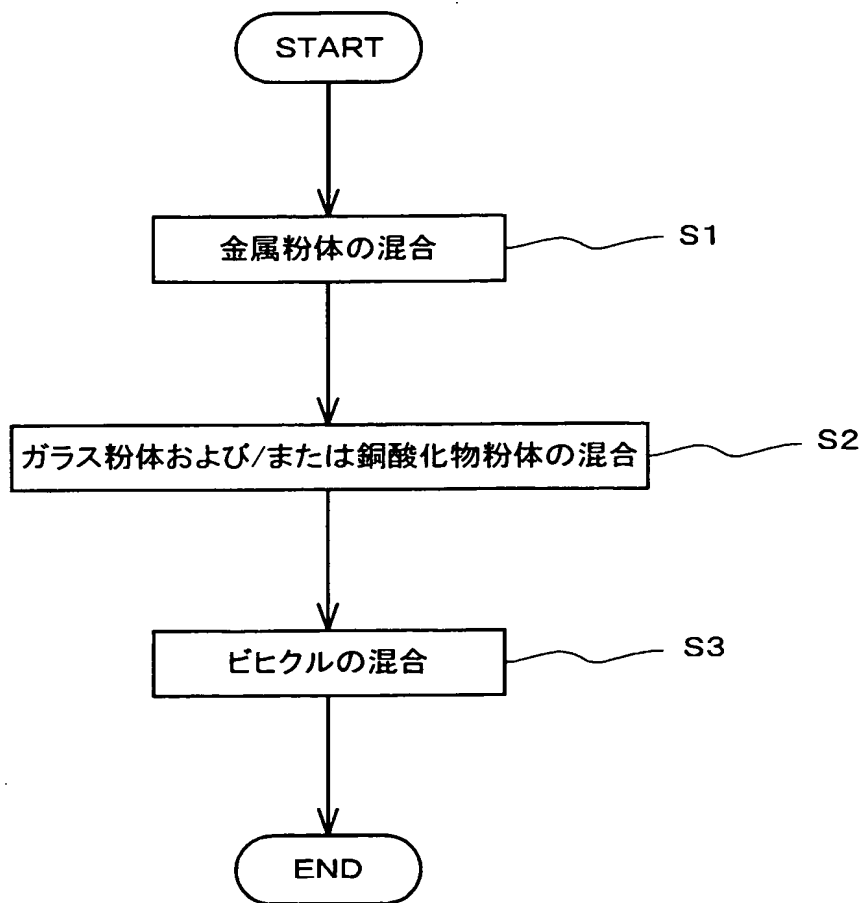 START
金属粉体の混合
S1
ガラス粉体および/または銅酸化物粉体の混合
S2
ビヒクルの混合
S3
END